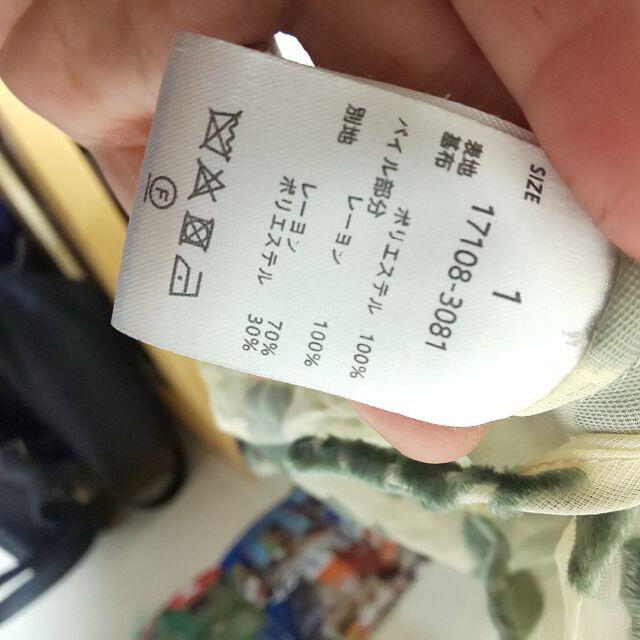 SIZE 1
17108-3081
表地
基布 ポリエステル 100%
パイル部分 レーヨン 100%
別地 レーヨン 70%
ポリエステル 30%
F